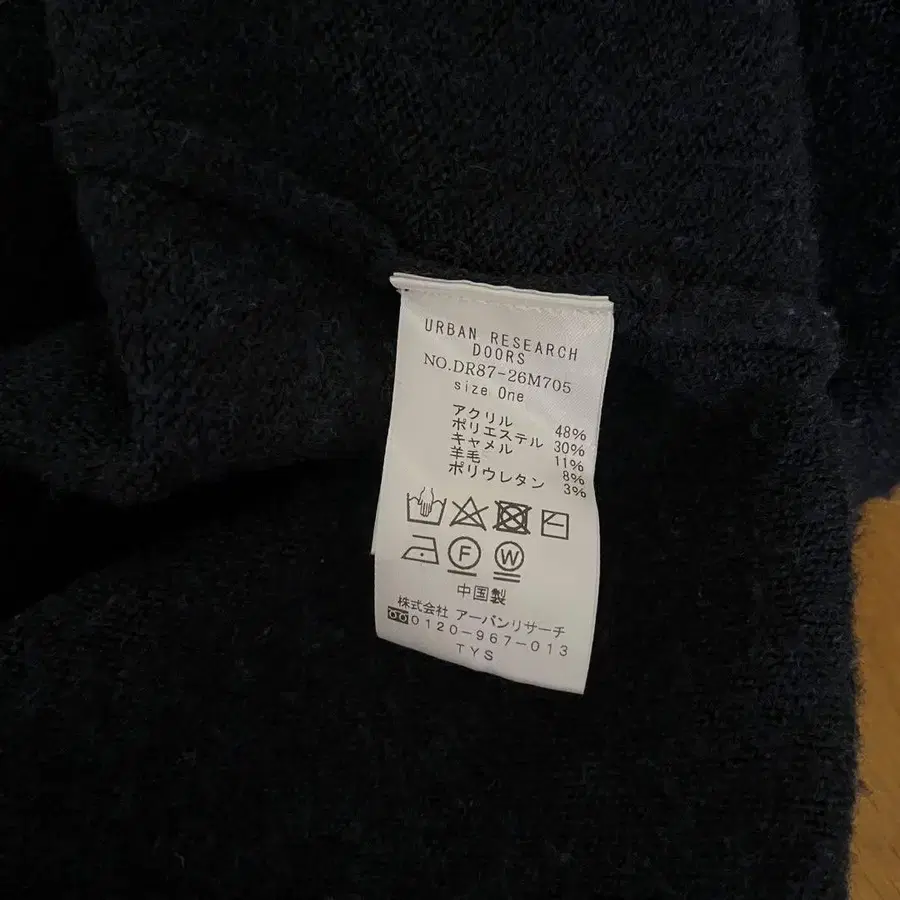 URBAN RESEARCH
DOORS
NO.DR87-26M705
size One
アクリル 48%
ポリエステル 30%
キャメル 11%
羊毛 8%
ポリウレタン 3%
F W
中国製
株式会社 アーバンリサーチ
0120-967-013
TYS